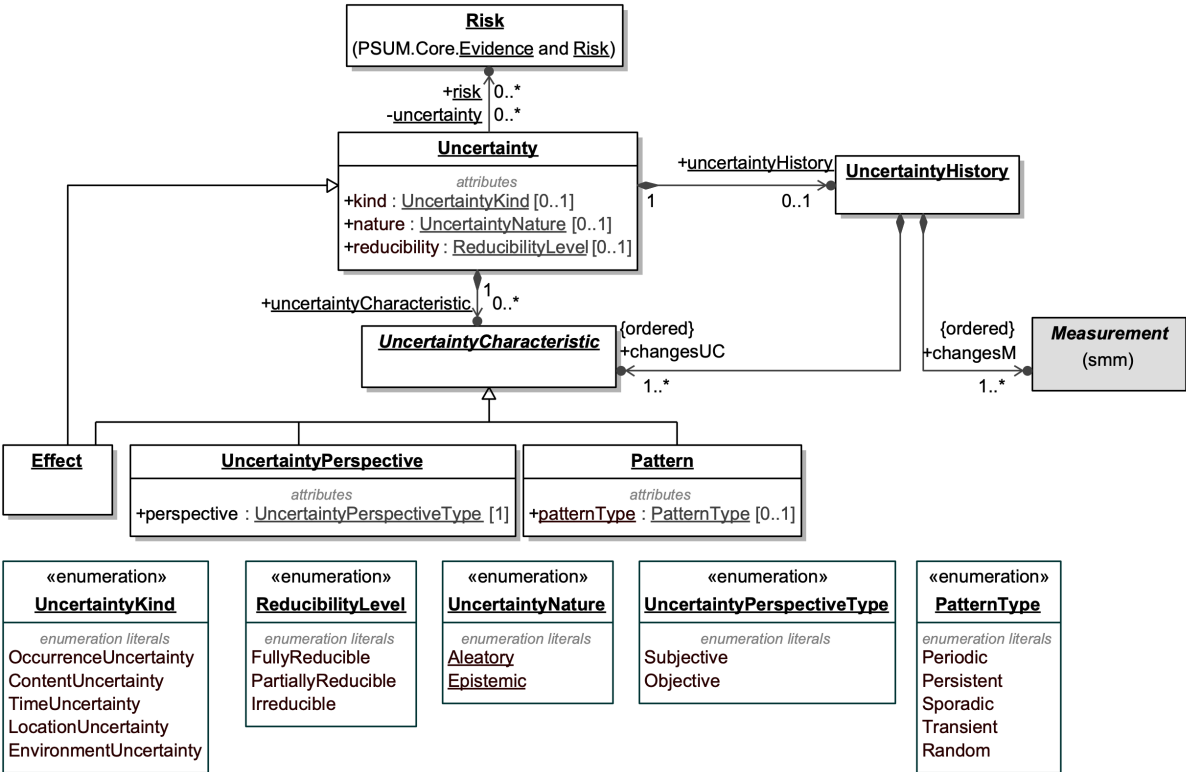 Risk
(PSUM.Core.Evidence and Risk)
+risk 0..*
-uncertainty 0..*
Uncertainty
attributes
+kind : UncertaintyKind [0..1]
+nature : UncertaintyNature [0..1]
+reducibility : ReducibilityLevel [0..1]
+uncertaintyHistory
1
0..1
UncertaintyHistory
1
+uncertaintyCharacteristic 0..*
UncertaintyCharacteristic
{ordered}
+changesUC
1..*
{ordered}
+changesM
1..*
Measurement
(smm)
Effect
UncertaintyPerspective
attributes
+perspective : UncertaintyPerspectiveType [1]
Pattern
attributes
+patternType : PatternType [0..1]
«enumeration»
UncertaintyKind
enumeration literals
OccurrenceUncertainty
ContentUncertainty
TimeUncertainty
LocationUncertainty
EnvironmentUncertainty
«enumeration»
ReducibilityLevel
enumeration literals
FullyReducible
PartiallyReducible
Irreducible
«enumeration»
UncertaintyNature
enumeration literals
Aleatory
Epistemic
«enumeration»
UncertaintyPerspectiveType
enumeration literals
Subjective
Objective
«enumeration»
PatternType
enumeration literals
Periodic
Persistent
Sporadic
Transient
Random